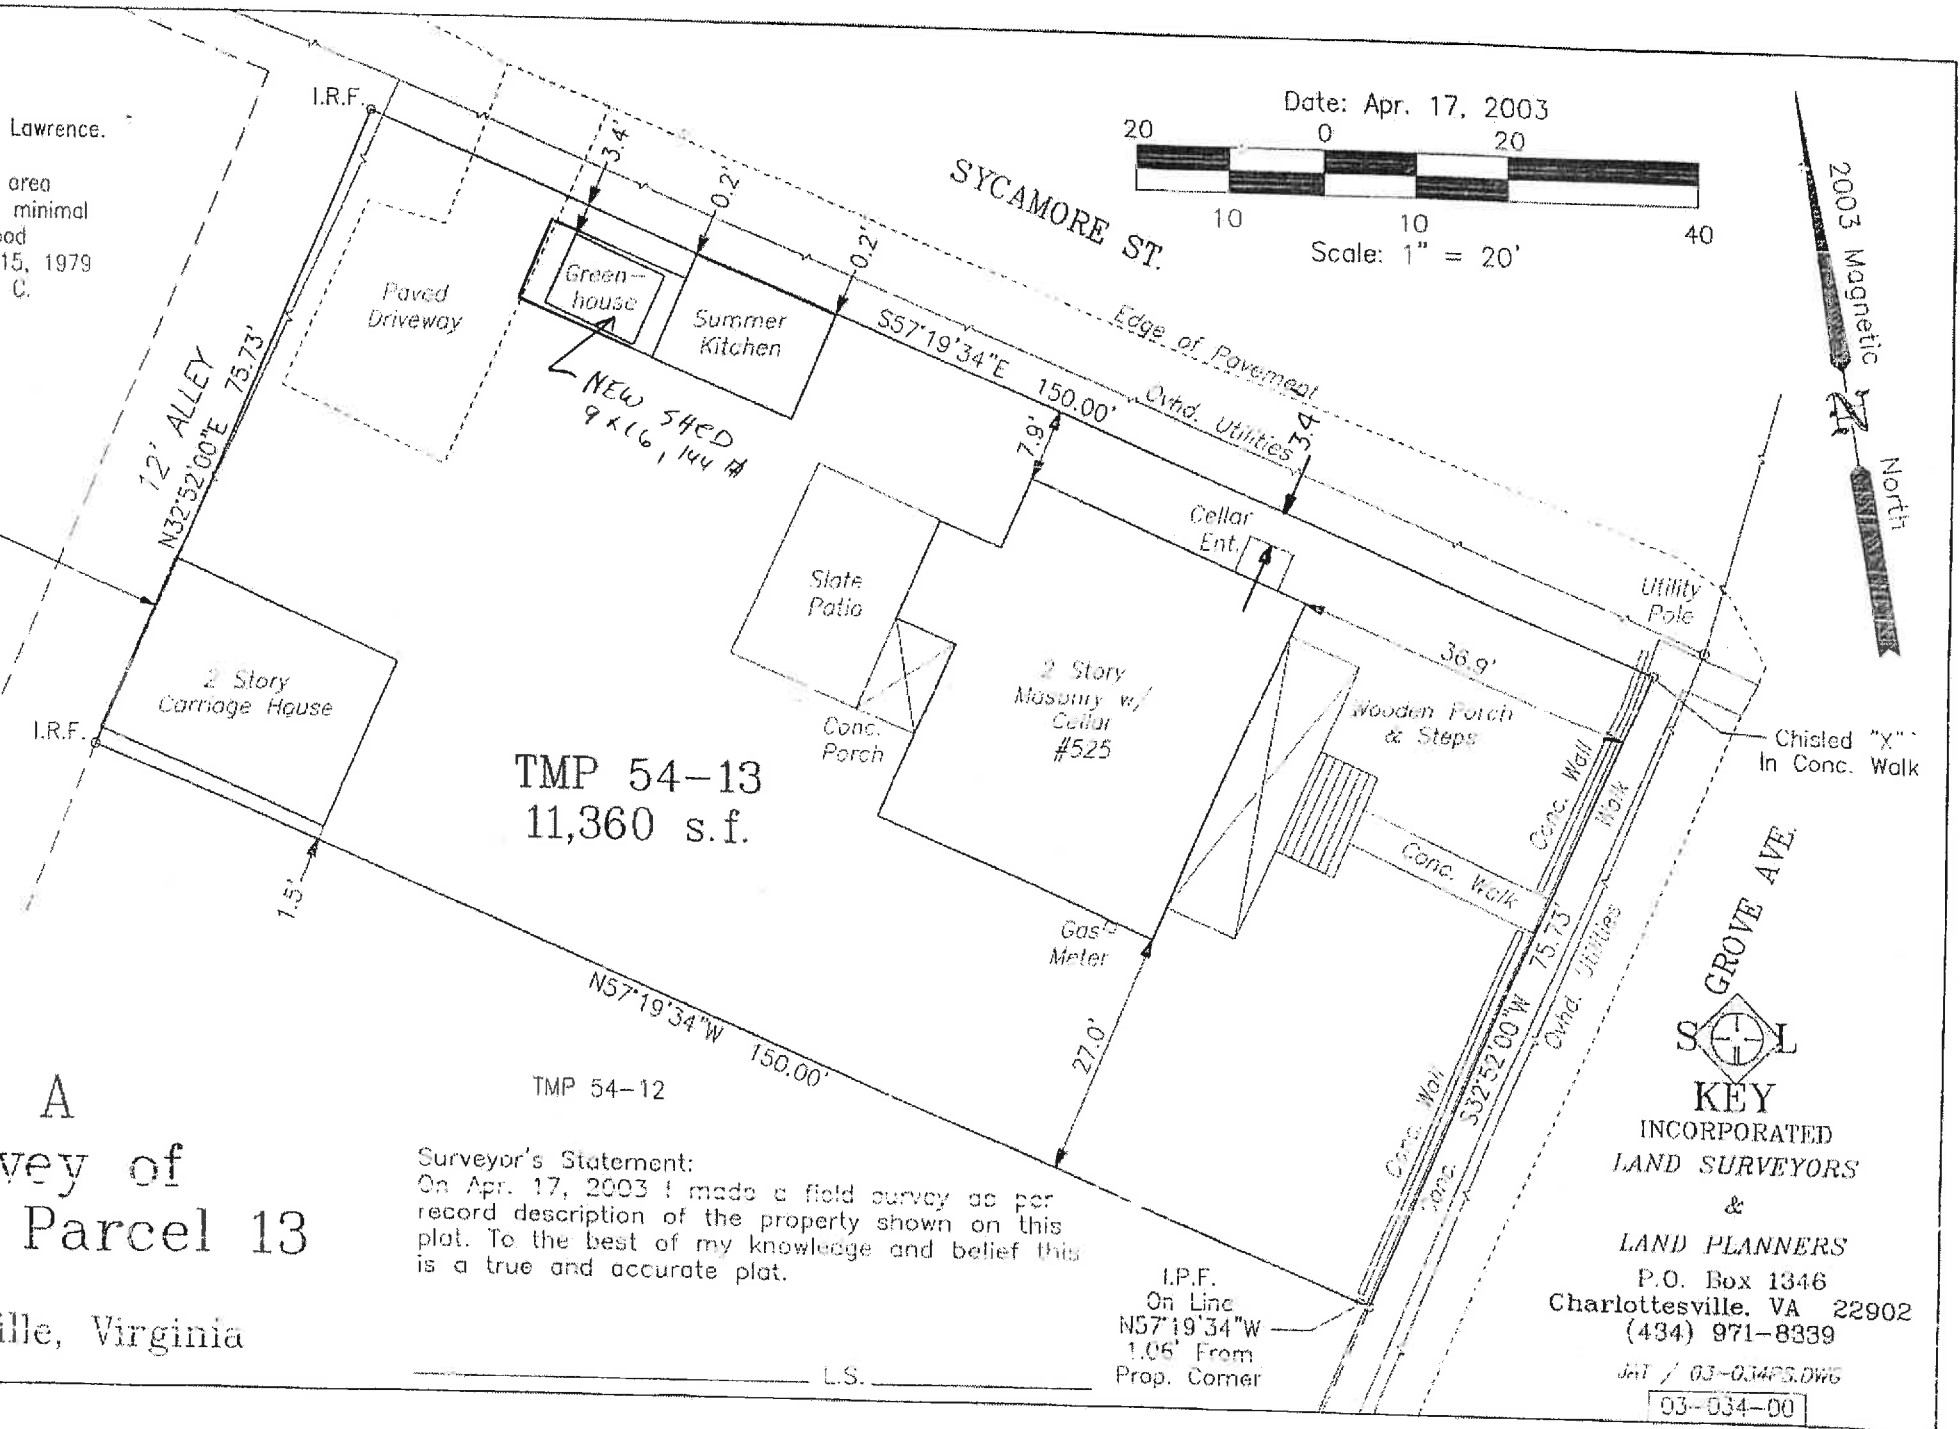 Lawrence.
area
minimal
15, 1979
C.
I.R.F.
3.4'
0.2'
0.2'
SYCAMORE ST.
Date: Apr. 17, 2003
20 0 20
10 10 40
Scale: 1" = 20'
2003 Magnetic
North
N
Paved
Driveway
Green-
house
Summer
Kitchen
NEW SHED
9 x 16, 144 #
12' ALLEY
N32°52'00"E 75.73'
S57°19'34"E 150.00'
Edge of Pavement
Ovhd. Utilities
7.9'
3.4
Cellar
Ent.
Slate
Patio
Utility
Pole
36.9'
2 Story
Carriage House
2 Story
Masonry w/
Cellar
#525
Wooden Porch
& Steps
Conc.
Porch
I.R.F.
TMP 54-13
11,360 s.f.
Conc. Wall
Walk
Chisled "X"
In Conc. Walk
Conc. Walk
1.5'
Gas
Meter
27.0'
N57°19'34"W 150.00'
S32°52'00"W 75.73'
Ovhd. Utilities
Conc. Wall
Conc.
GROVE AVE.
TMP 54-12
A
vey of
Parcel 13
ille, Virginia
Surveyor's Statement:
On Apr. 17, 2003 I made a field survey as per
record description of the property shown on this
plat. To the best of my knowledge and belief this
is a true and accurate plat.
L.S.
I.P.F.
On Line
N57°19'34"W
1.06' From
Prop. Corner
S L
KEY
INCORPORATED
LAND SURVEYORS
&
LAND PLANNERS
P.O. Box 1346
Charlottesville, VA 22902
(434) 971-8339
03-034-00